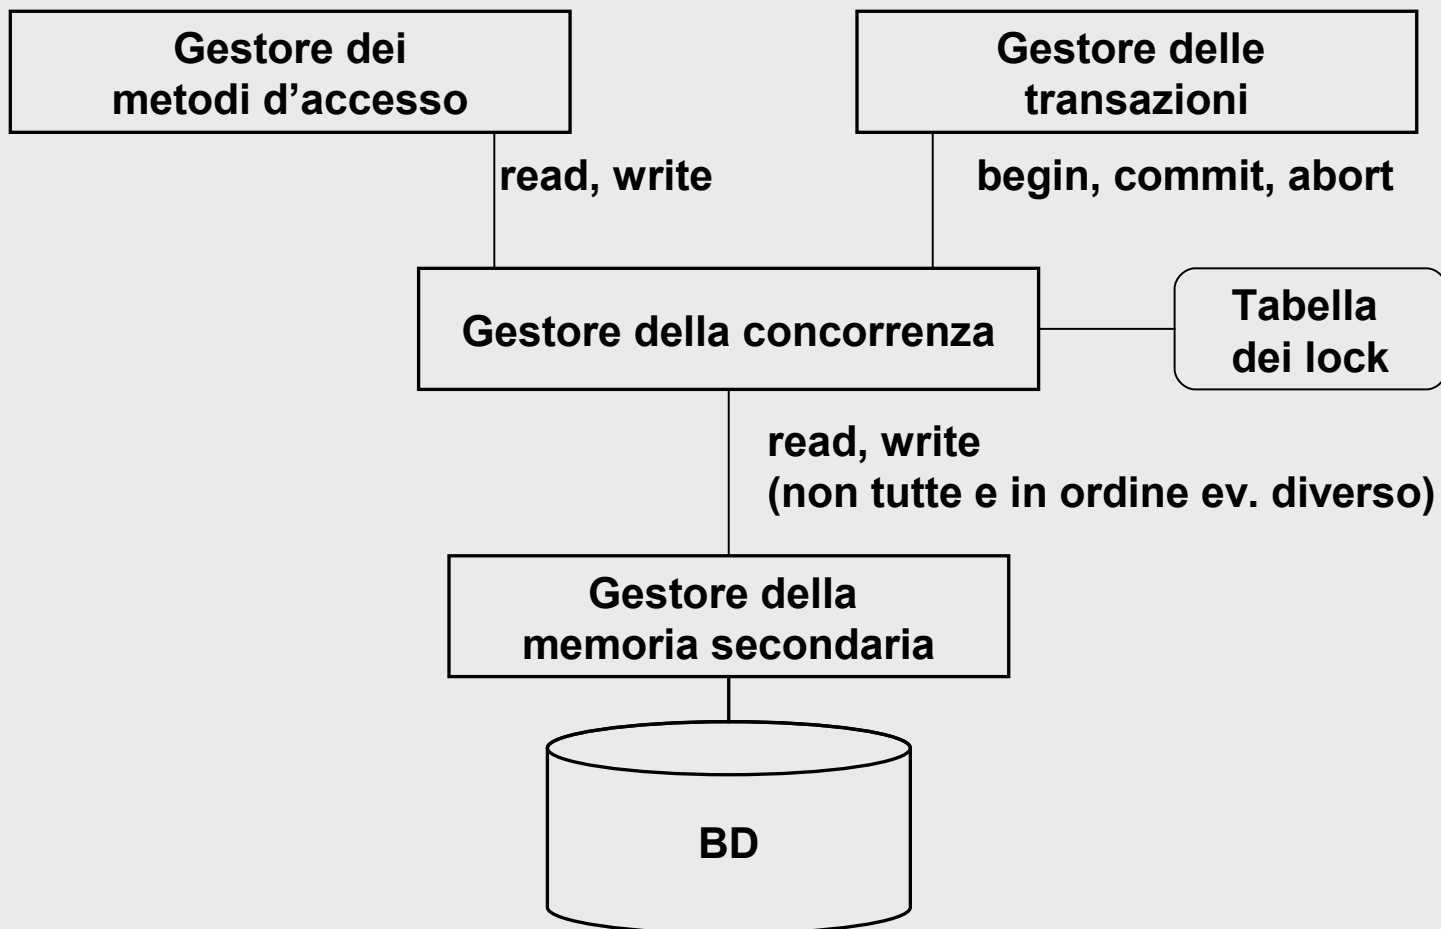 Gestore dei
metodi d’accesso
Gestore delle
transazioni
read, write
begin, commit, abort
Gestore della concorrenza
Tabella
dei lock
read, write
(non tutte e in ordine ev. diverso)
Gestore della
memoria secondaria
BD